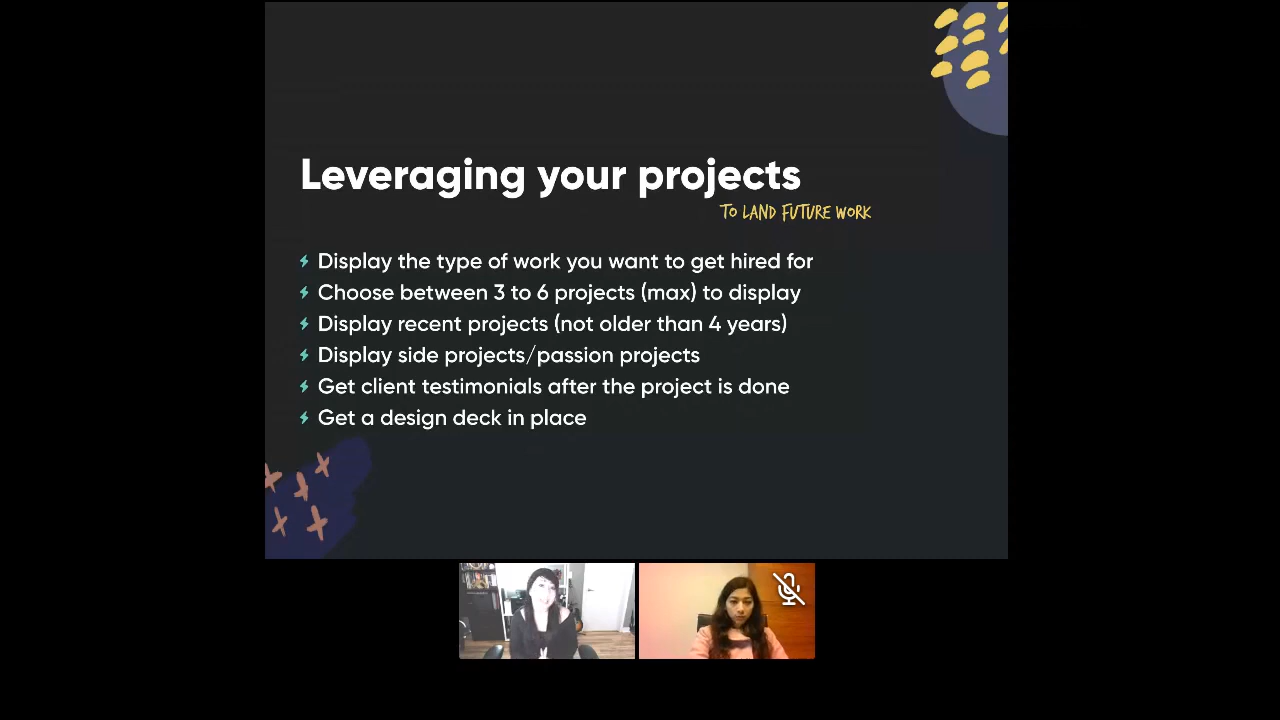 Leveraging your projects
TO LAND FUTURE WORK
Display the type of work you want to get hired for
Choose between 3 to 6 projects (max) to display
Display recent projects (not older than 4 years)
Display side projects/passion projects
Get client testimonials after the project is done
Get a design deck in place